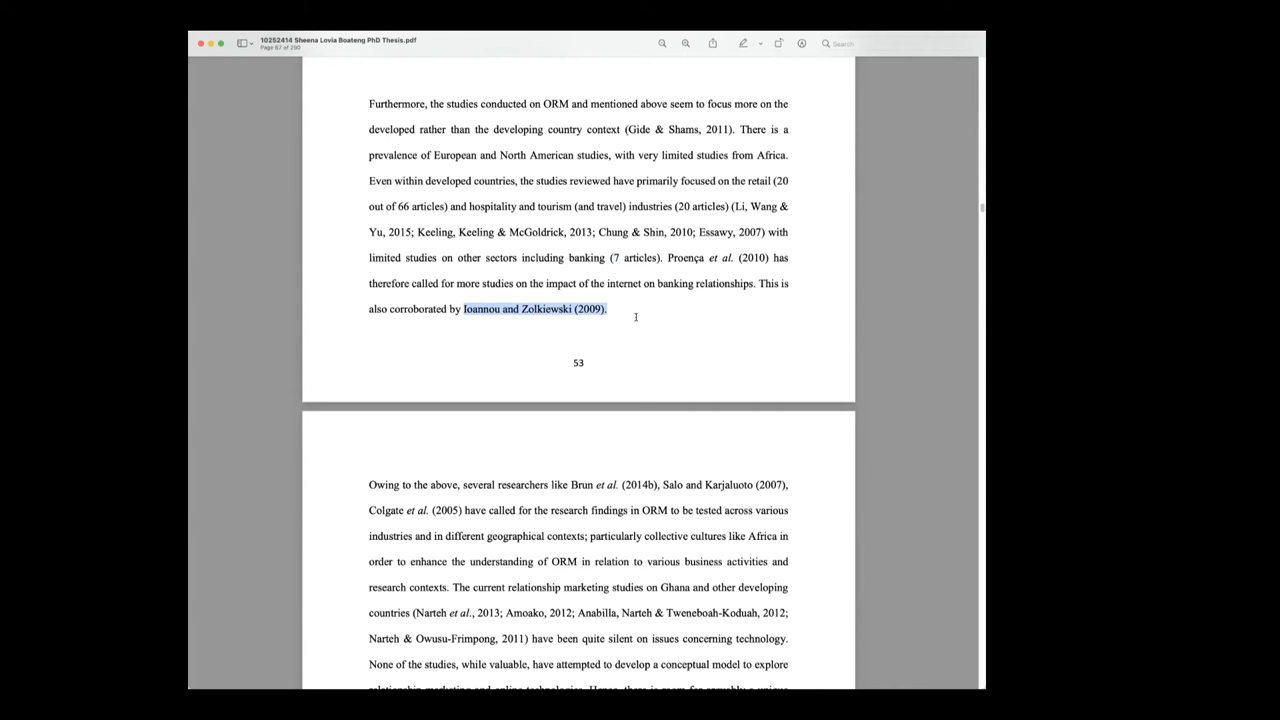 10252414 Sheena Lovia Boateng PhD Thesis.pdf
Page 67 of 290
Search
Furthermore, the studies conducted on ORM and mentioned above seem to focus more on the
developed rather than the developing country context (Gide & Shams, 2011). There is a
prevalence of European and North American studies, with very limited studies from Africa.
Even within developed countries, the studies reviewed have primarily focused on the retail (20
out of 66 articles) and hospitality and tourism (and travel) industries (20 articles) (Li, Wang &
Yu, 2015; Keeling, Keeling & McGoldrick, 2013; Chung & Shin, 2010; Essawy, 2007) with
limited studies on other sectors including banking (7 articles). Proença et al. (2010) has
therefore called for more studies on the impact of the internet on banking relationships. This is
also corroborated by Ioannou and Zolkiewski (2009).
53
Owing to the above, several researchers like Brun et al. (2014b), Salo and Karjaluoto (2007),
Colgate et al. (2005) have called for the research findings in ORM to be tested across various
industries and in different geographical contexts; particularly collective cultures like Africa in
order to enhance the understanding of ORM in relation to various business activities and
research contexts. The current relationship marketing studies on Ghana and other developing
countries (Narteh et al., 2013; Amoako, 2012; Anabilla, Narteh & Tweneboah-Koduah, 2012;
Narteh & Owusu-Frimpong, 2011) have been quite silent on issues concerning technology.
None of the studies, while valuable, have attempted to develop a conceptual model to explore